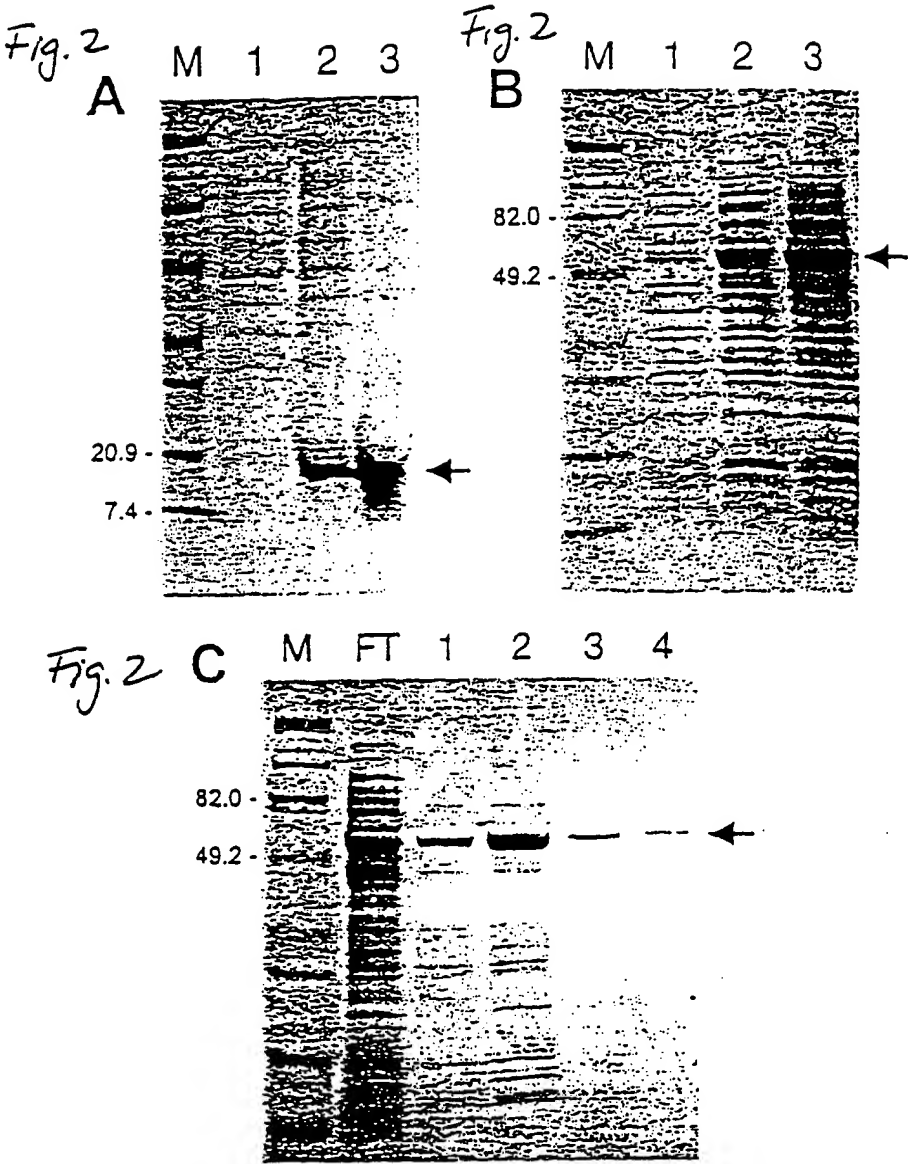 Fig. 2
A
M 1 2 3
20.9 -
7.4 -
Fig. 2
B
M 1 2 3
82.0 -
49.2 -
Fig. 2 C
M FT 1 2 3 4
82.0 -
49.2 -